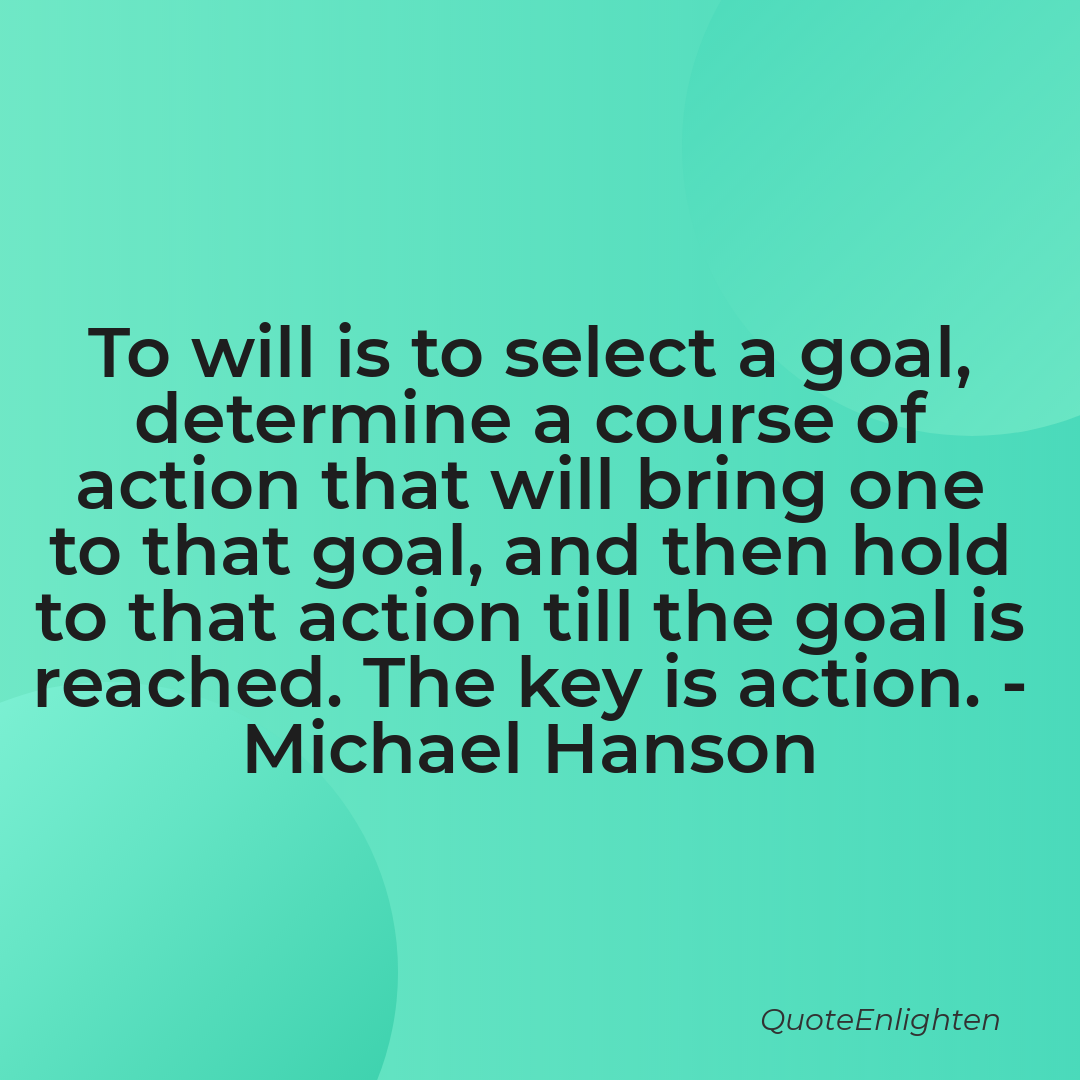 To will is to select a goal,
determine a course of
action that will bring one
to that goal, and then hold
to that action till the goal is
reached. The key is action. -
Michael Hanson
QuoteEnlighten